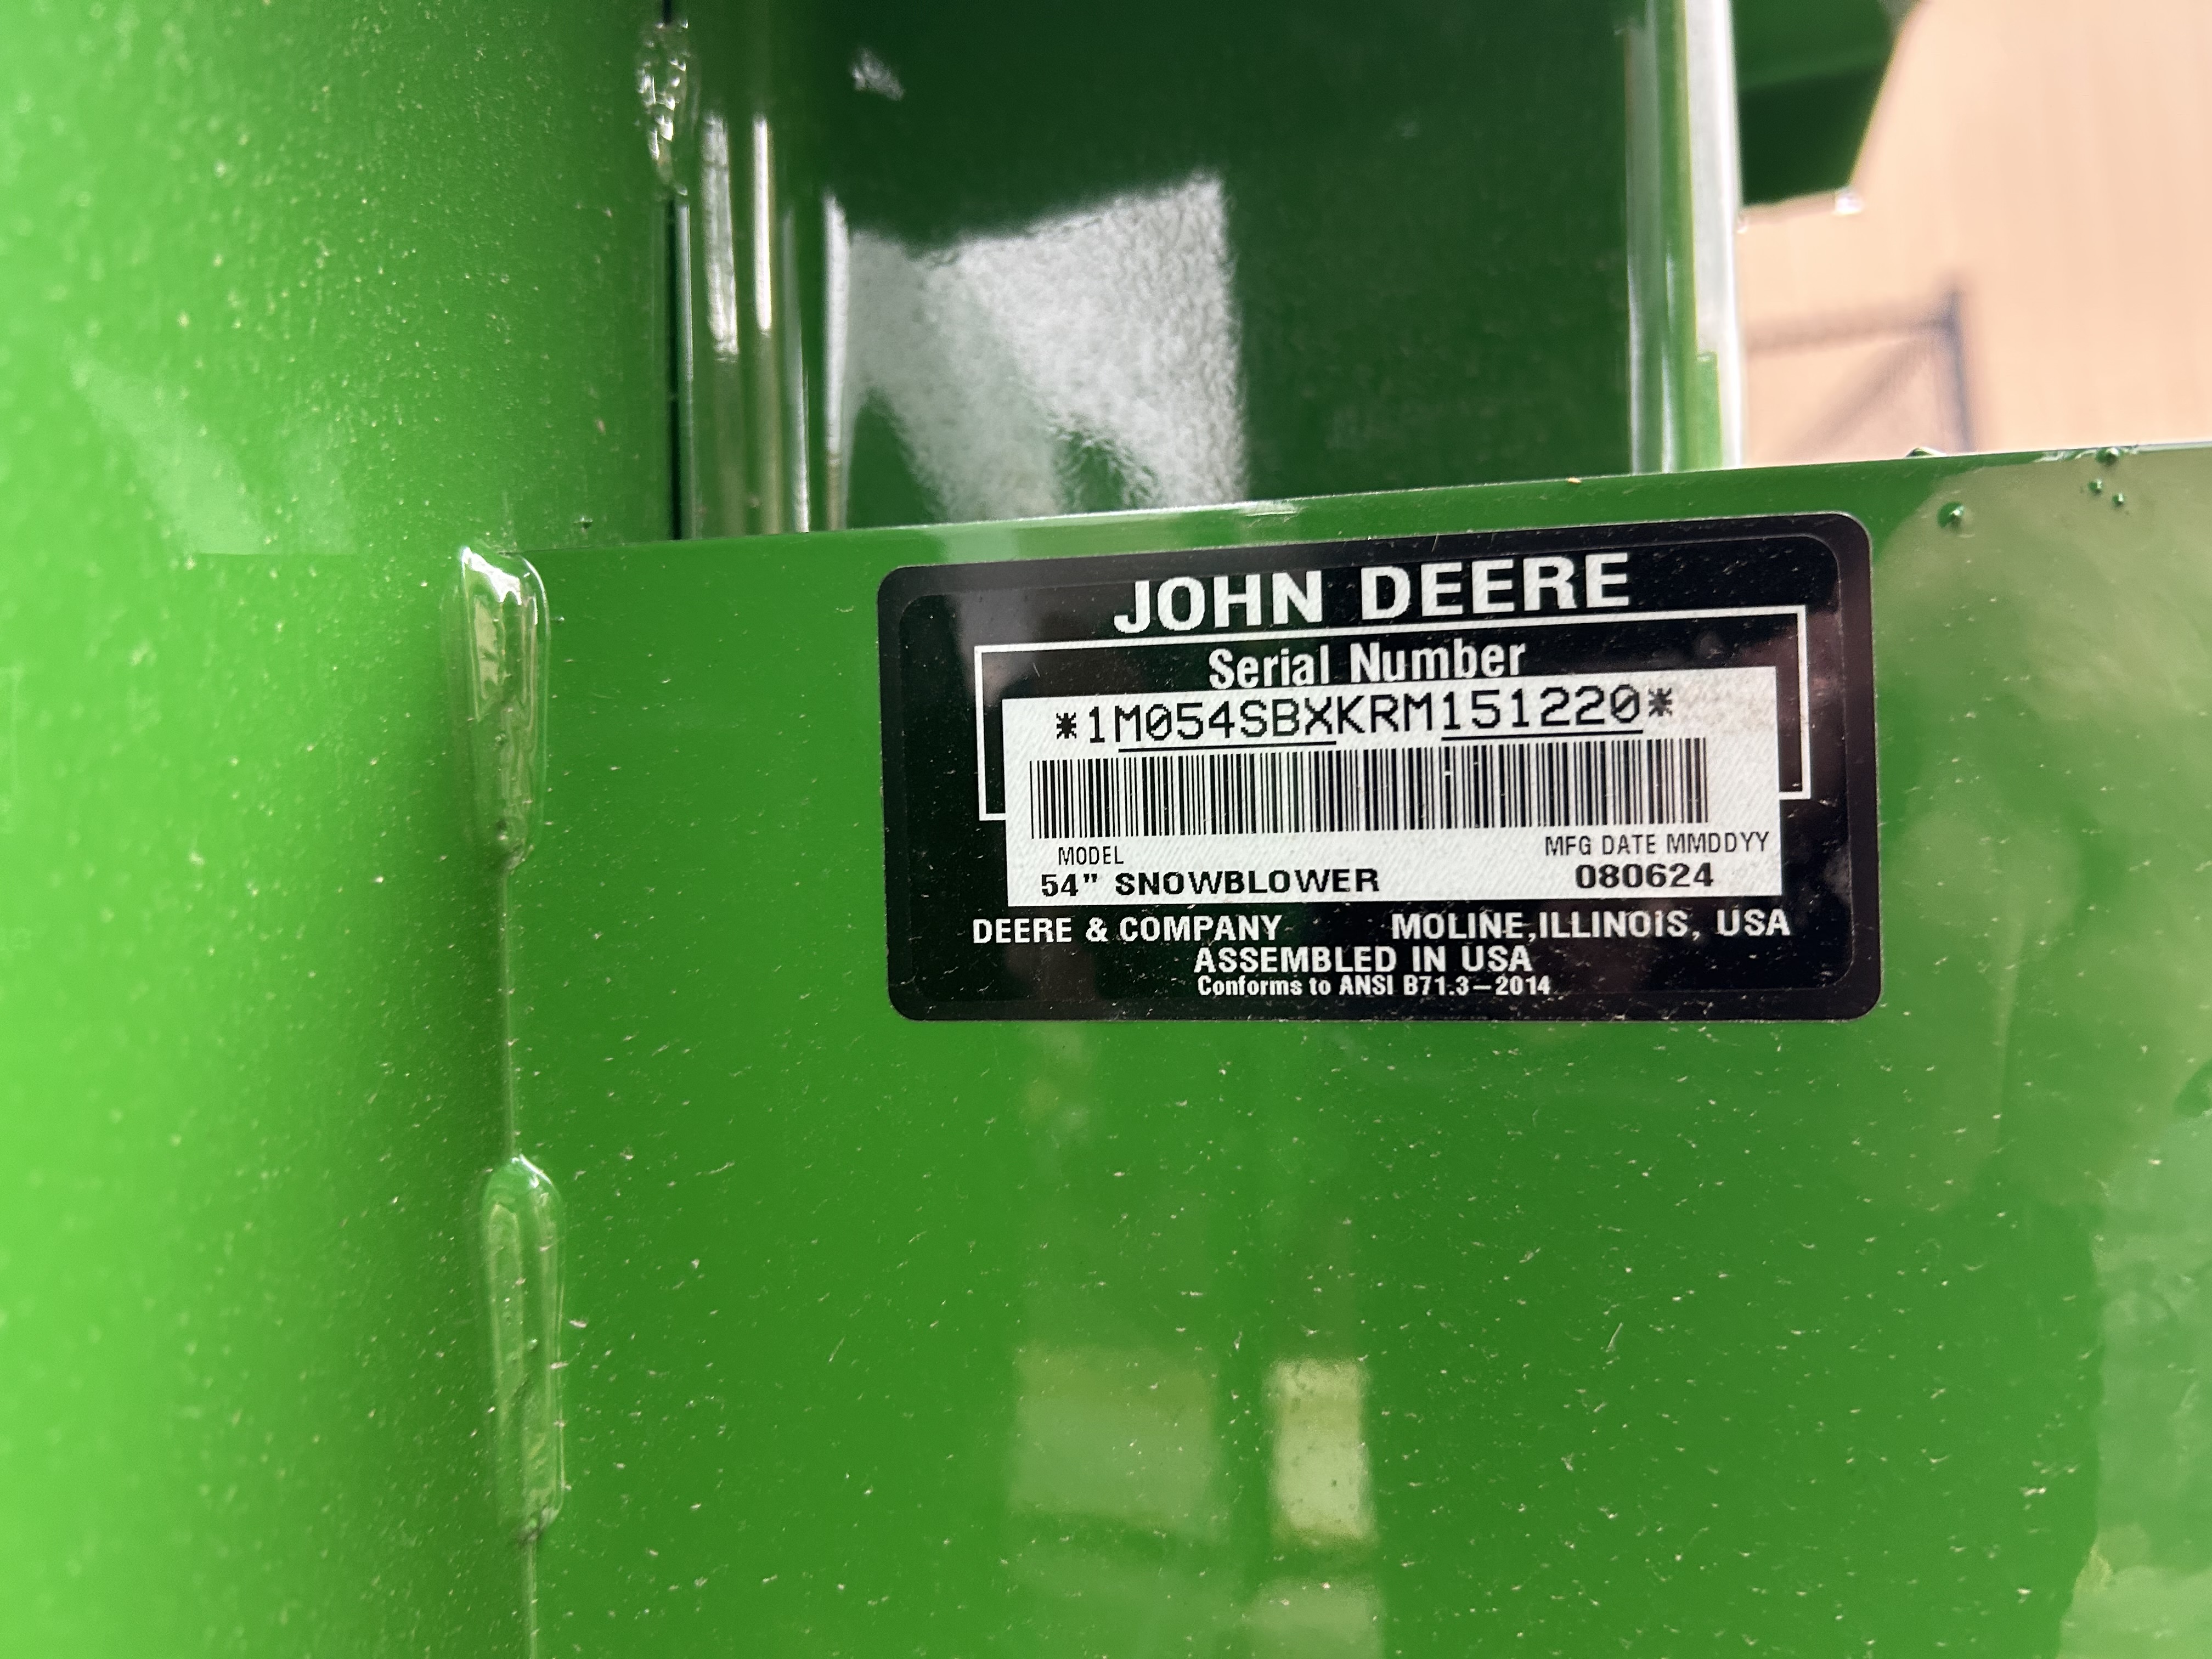 JOHN DEERE
Serial Number
*1M054SBXKRM151220*
MODEL MFG DATE MMDDYY
54" SNOWBLOWER 080624
DEERE & COMPANY MOLINE,ILLINOIS, USA
ASSEMBLED IN USA
Conforms to ANSI B71.3–2014